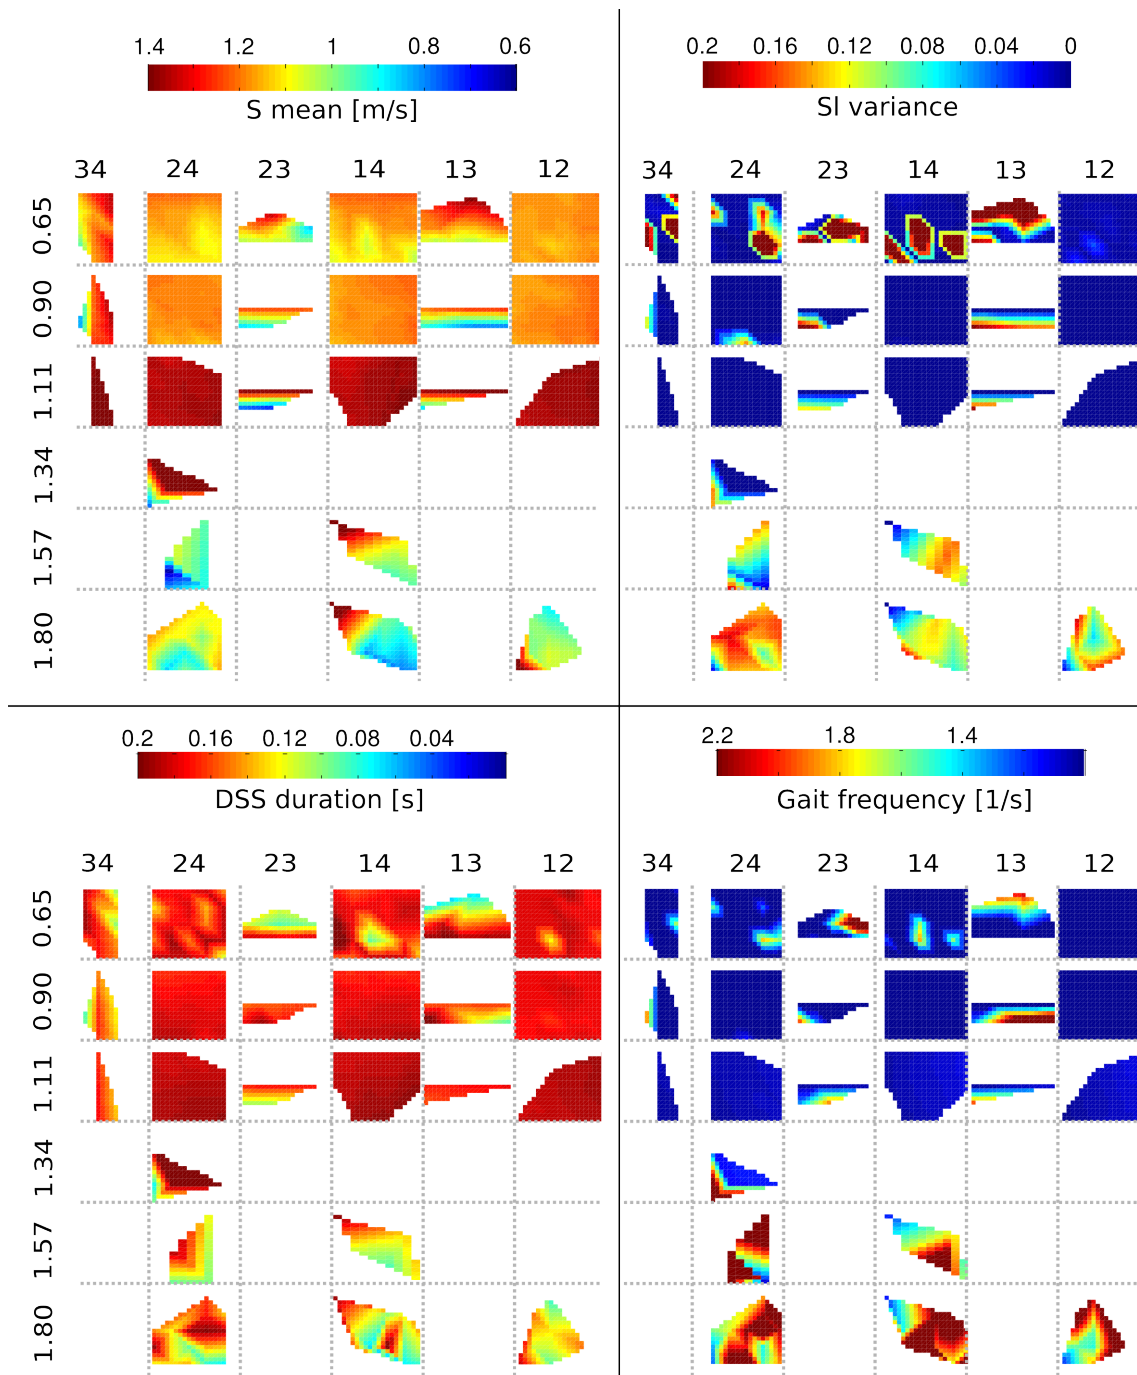 1.4 1.2 1 0.8 0.6
S mean [m/s]
34 24 23 14 13 12
0.65
0.90
1.11
1.34
1.57
1.80
0.2 0.16 0.12 0.08 0.04 0
Sl variance
34 24 23 14 13 12
0.2 0.16 0.12 0.08 0.04
DSS duration [s]
34 24 23 14 13 12
0.65
0.90
1.11
1.34
1.57
1.80
2.2 1.8 1.4
Gait frequency [1/s]
34 24 23 14 13 12